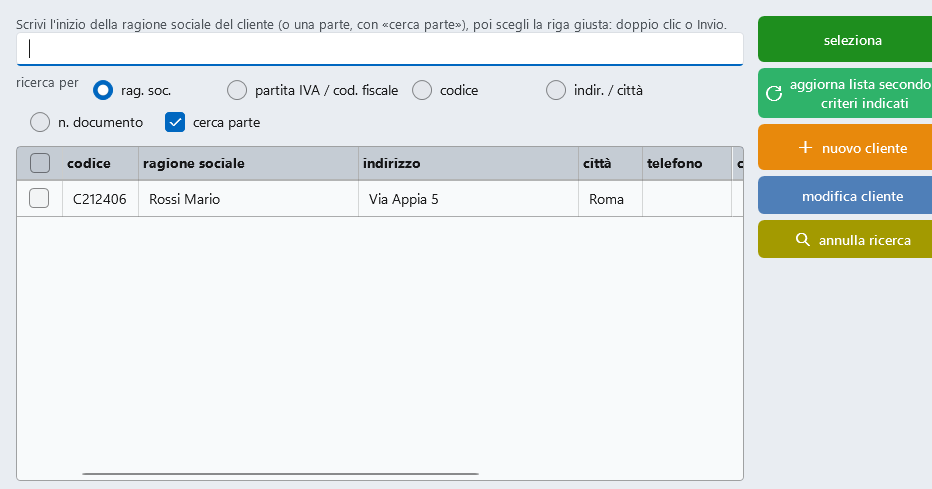 Scrivi l'inizio della ragione sociale del cliente (o una parte, con «cerca parte»), poi scegli la riga giusta: doppio clic o Invio.
seleziona
ricerca per
rag. soc.
partita IVA / cod. fiscale
codice
indir. / città
n. documento
cerca parte
aggiorna lista secondo
criteri indicati
nuovo cliente
modifica cliente
annulla ricerca
codice ragione sociale indirizzo città telefono
C212406 Rossi Mario Via Appia 5 Roma